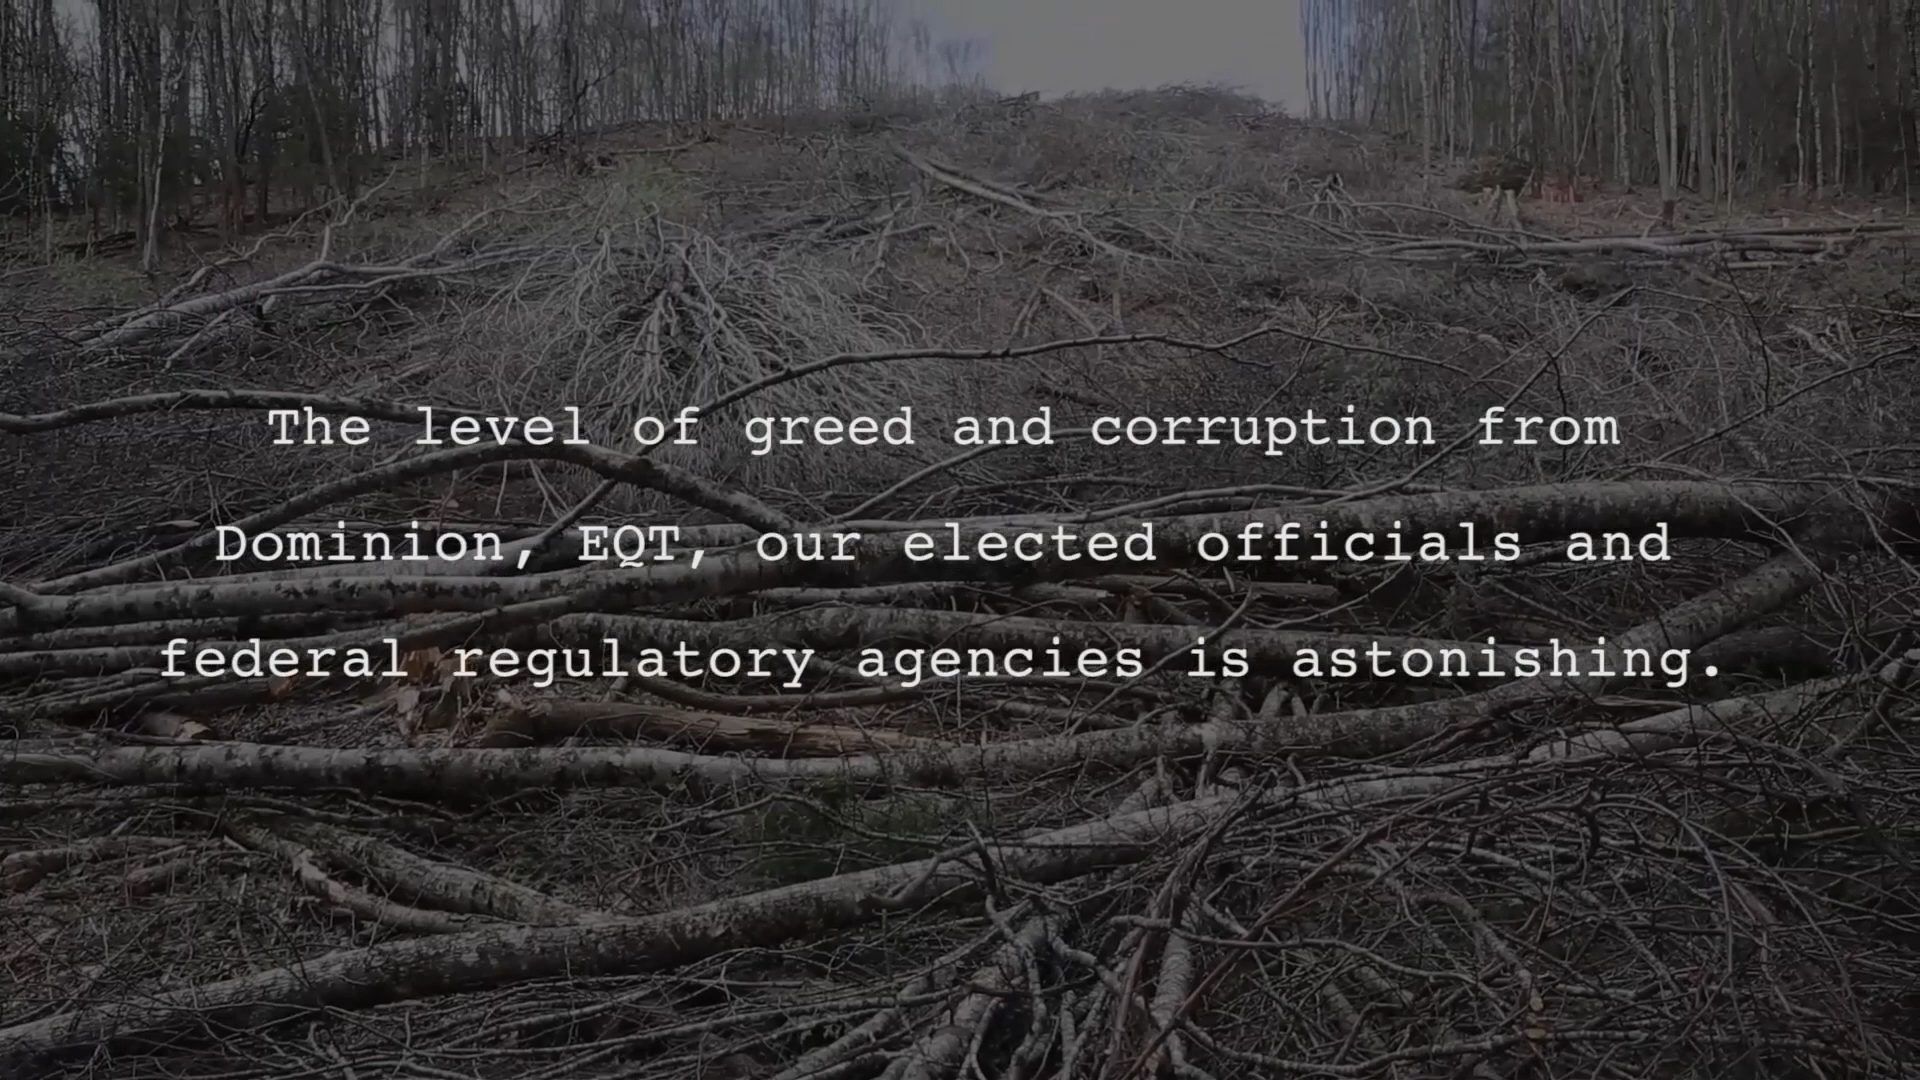 The level of greed and corruption from
Dominion, EQT, our elected officials and
federal regulatory agencies is astonishing.